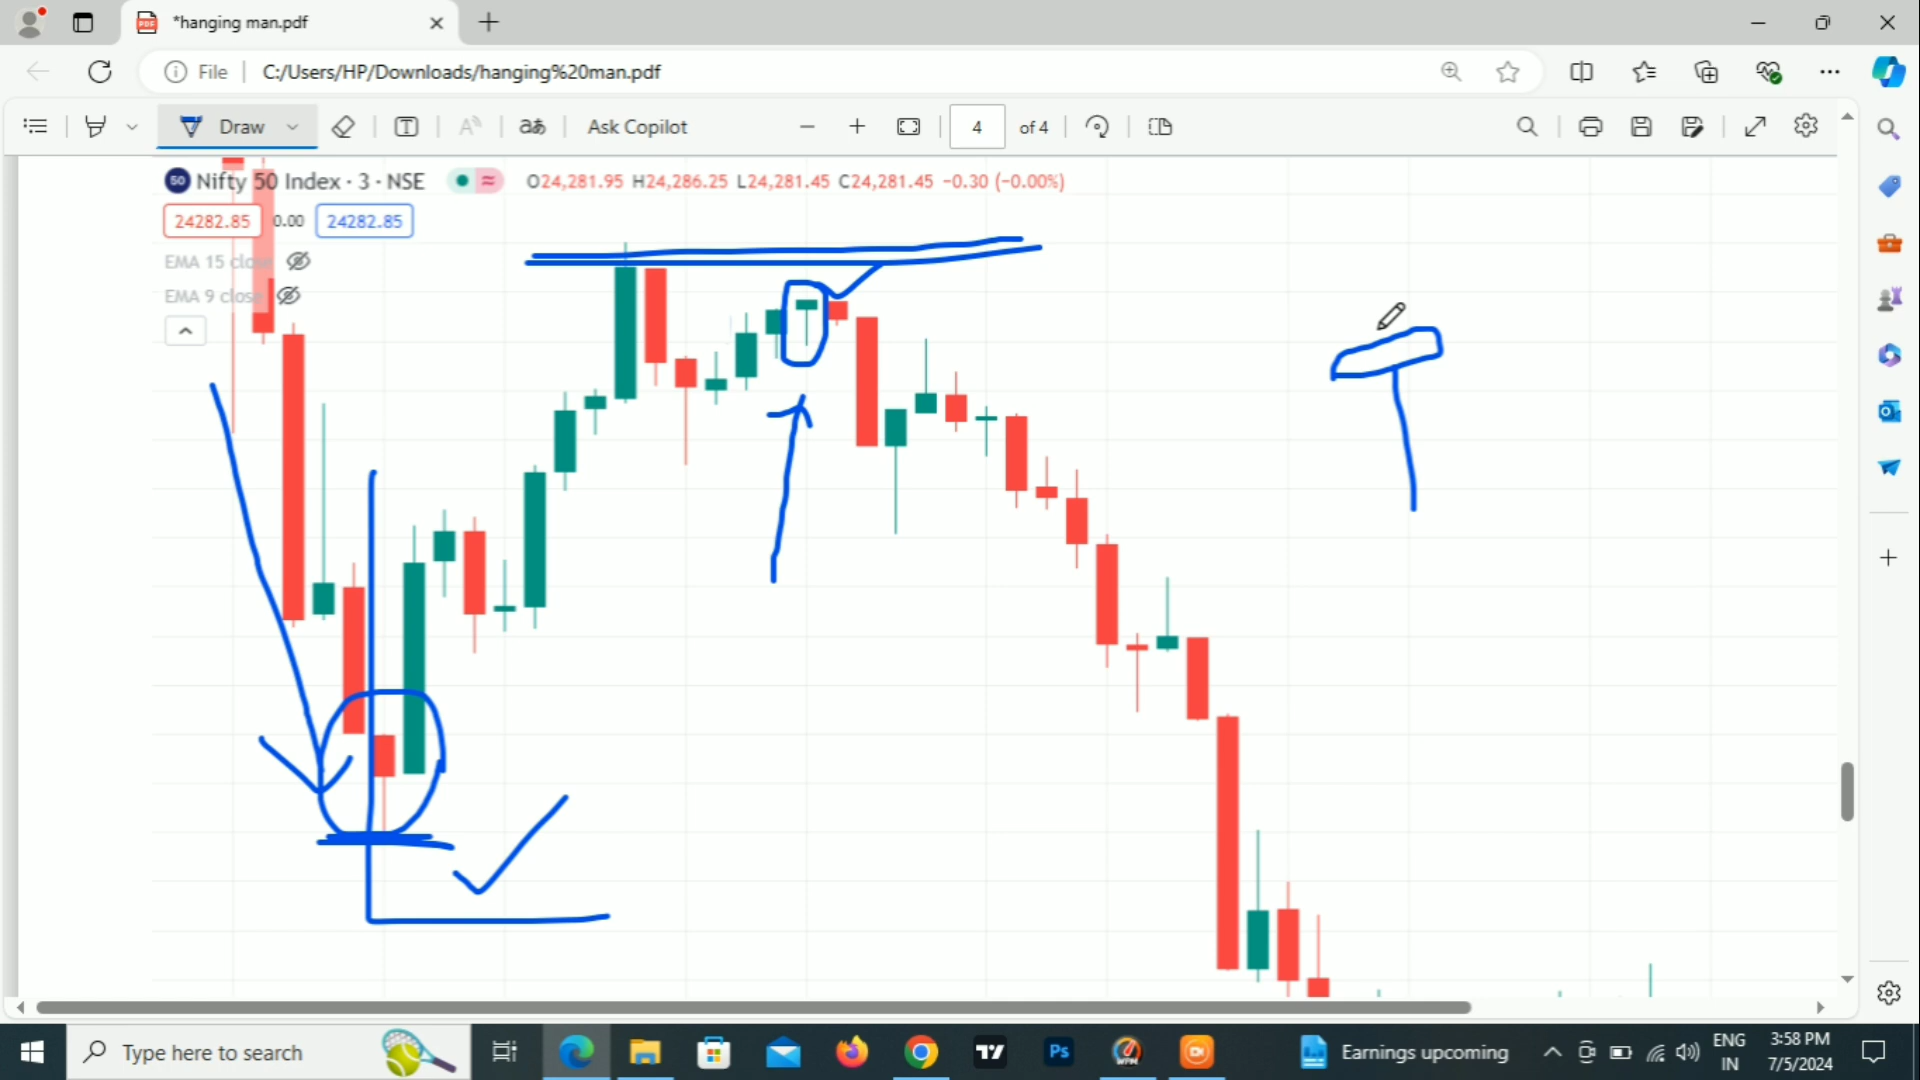 *hanging man.pdf
File
C:/Users/HP/Downloads/hanging%20man.pdf
Draw
Ask Copilot
4 of 4
50 Nifty 50 Index · 3 · NSE
O24,281.95 H24,286.25 L24,281.45 C24,281.45 −0.30 (−0.00%)
24282.85 0.00 24282.85
EMA 15 close
EMA 9 close
Type here to search
Ps
WPM
Earnings upcoming
ENG
IN
3:58 PM
7/5/2024